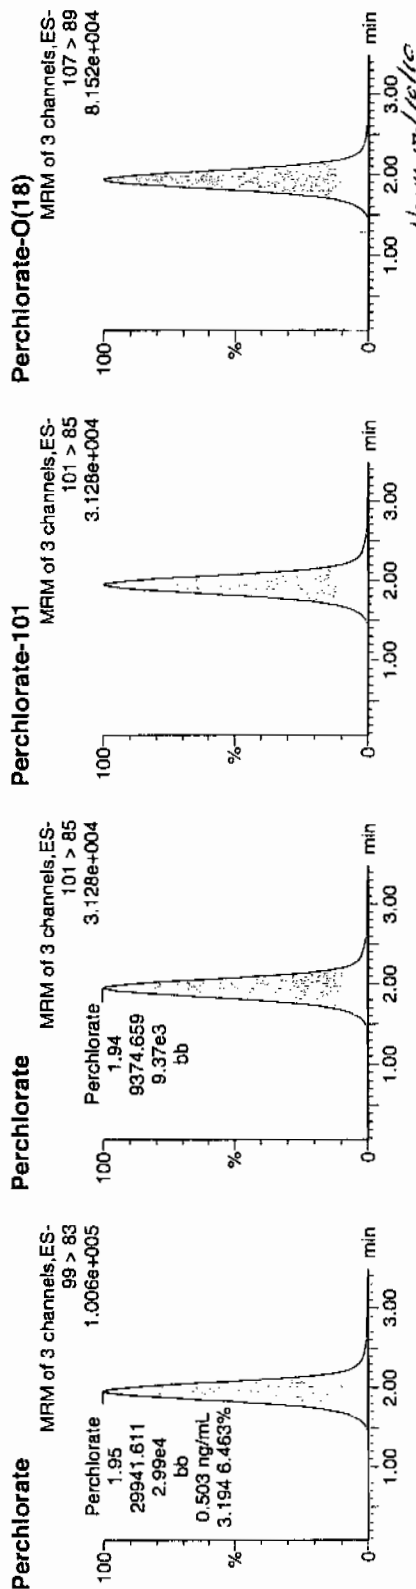 Perchlorate
MRM of 3 channels,ES-
99 > 83
1.006e+005
Perchlorate
1.95
29941.611
2.99e4
bb
0.503 ng/mL
3.194 6.463%
100
%
0
1.00
2.00
3.00
min
Perchlorate
MRM of 3 channels,ES-
101 > 85
3.128e+004
Perchlorate
1.94
9374.659
9.37e3
bb
100
%
0
1.00
2.00
3.00
min
Perchlorate-101
MRM of 3 channels,ES-
101 > 85
3.128e+004
100
%
0
1.00
2.00
3.00
min
Perchlorate-O(18)
MRM of 3 channels,ES-
107 > 89
8.152e+004
100
%
0
1.00
2.00
3.00
min